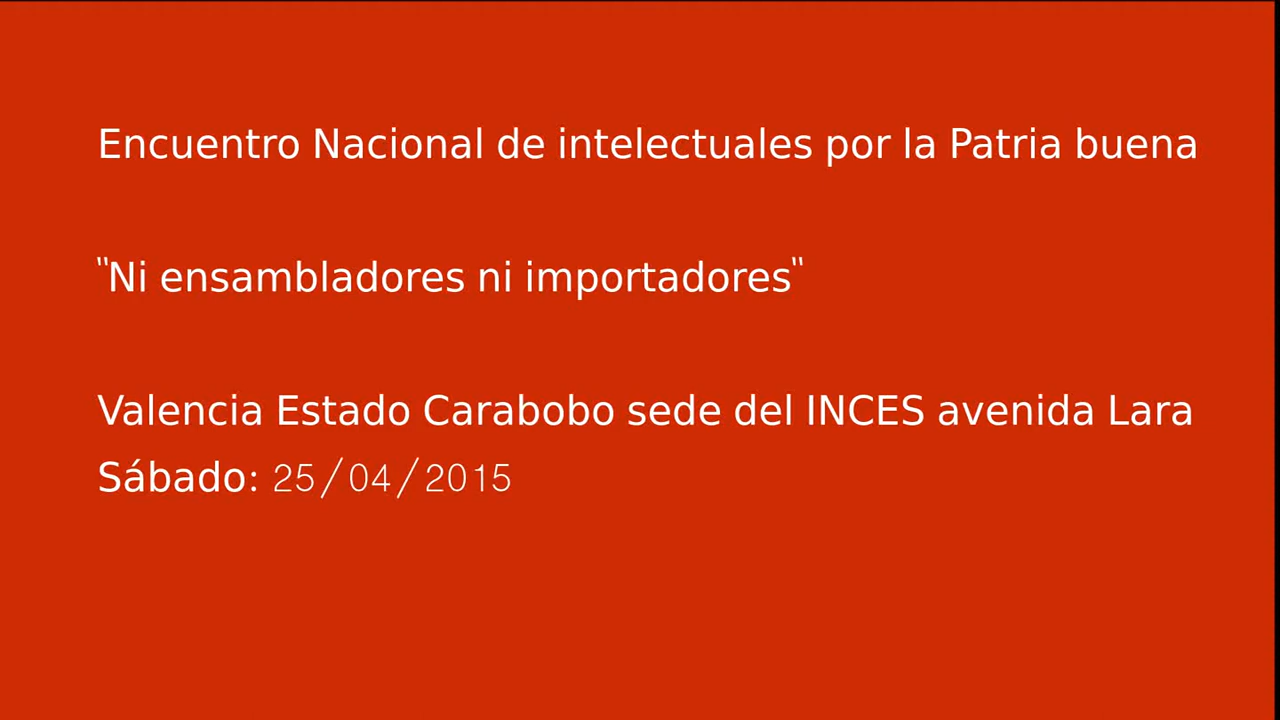 Encuentro Nacional de intelectuales por la Patria buena
"Ni ensambladores ni importadores"
Valencia Estado Carabobo sede del INCES avenida Lara
Sábado: 25/04/2015